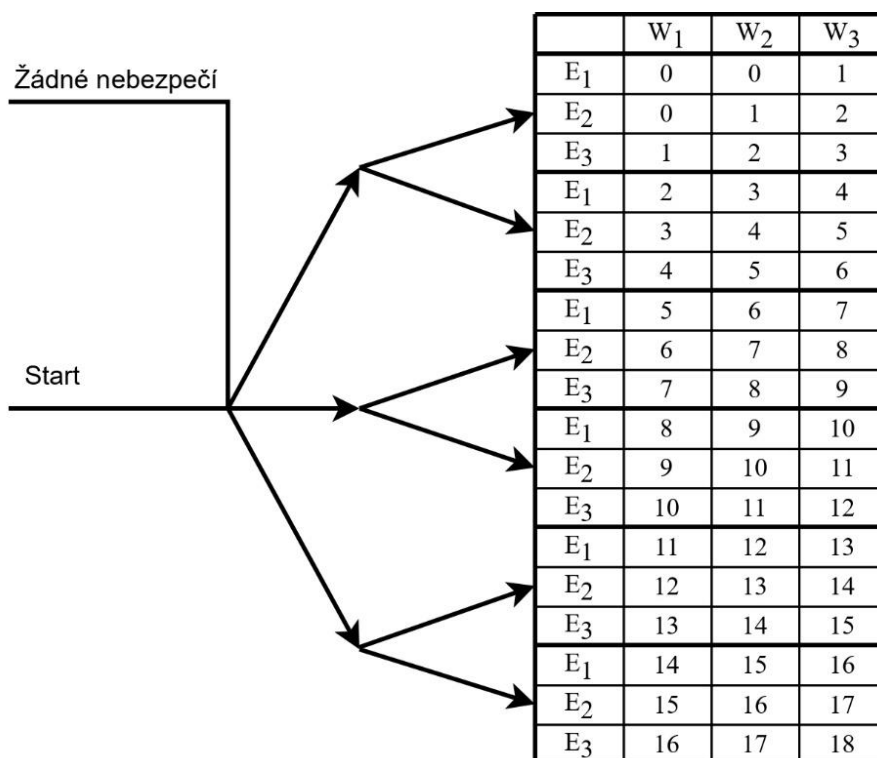 W1 W2 W3
Žádné nebezpečí
E1 0 0 1
E2 0 1 2
E3 1 2 3
E1 2 3 4
E2 3 4 5
E3 4 5 6
E1 5 6 7
Start
E2 6 7 8
E3 7 8 9
E1 8 9 10
E2 9 10 11
E3 10 11 12
E1 11 12 13
E2 12 13 14
E3 13 14 15
E1 14 15 16
E2 15 16 17
E3 16 17 18